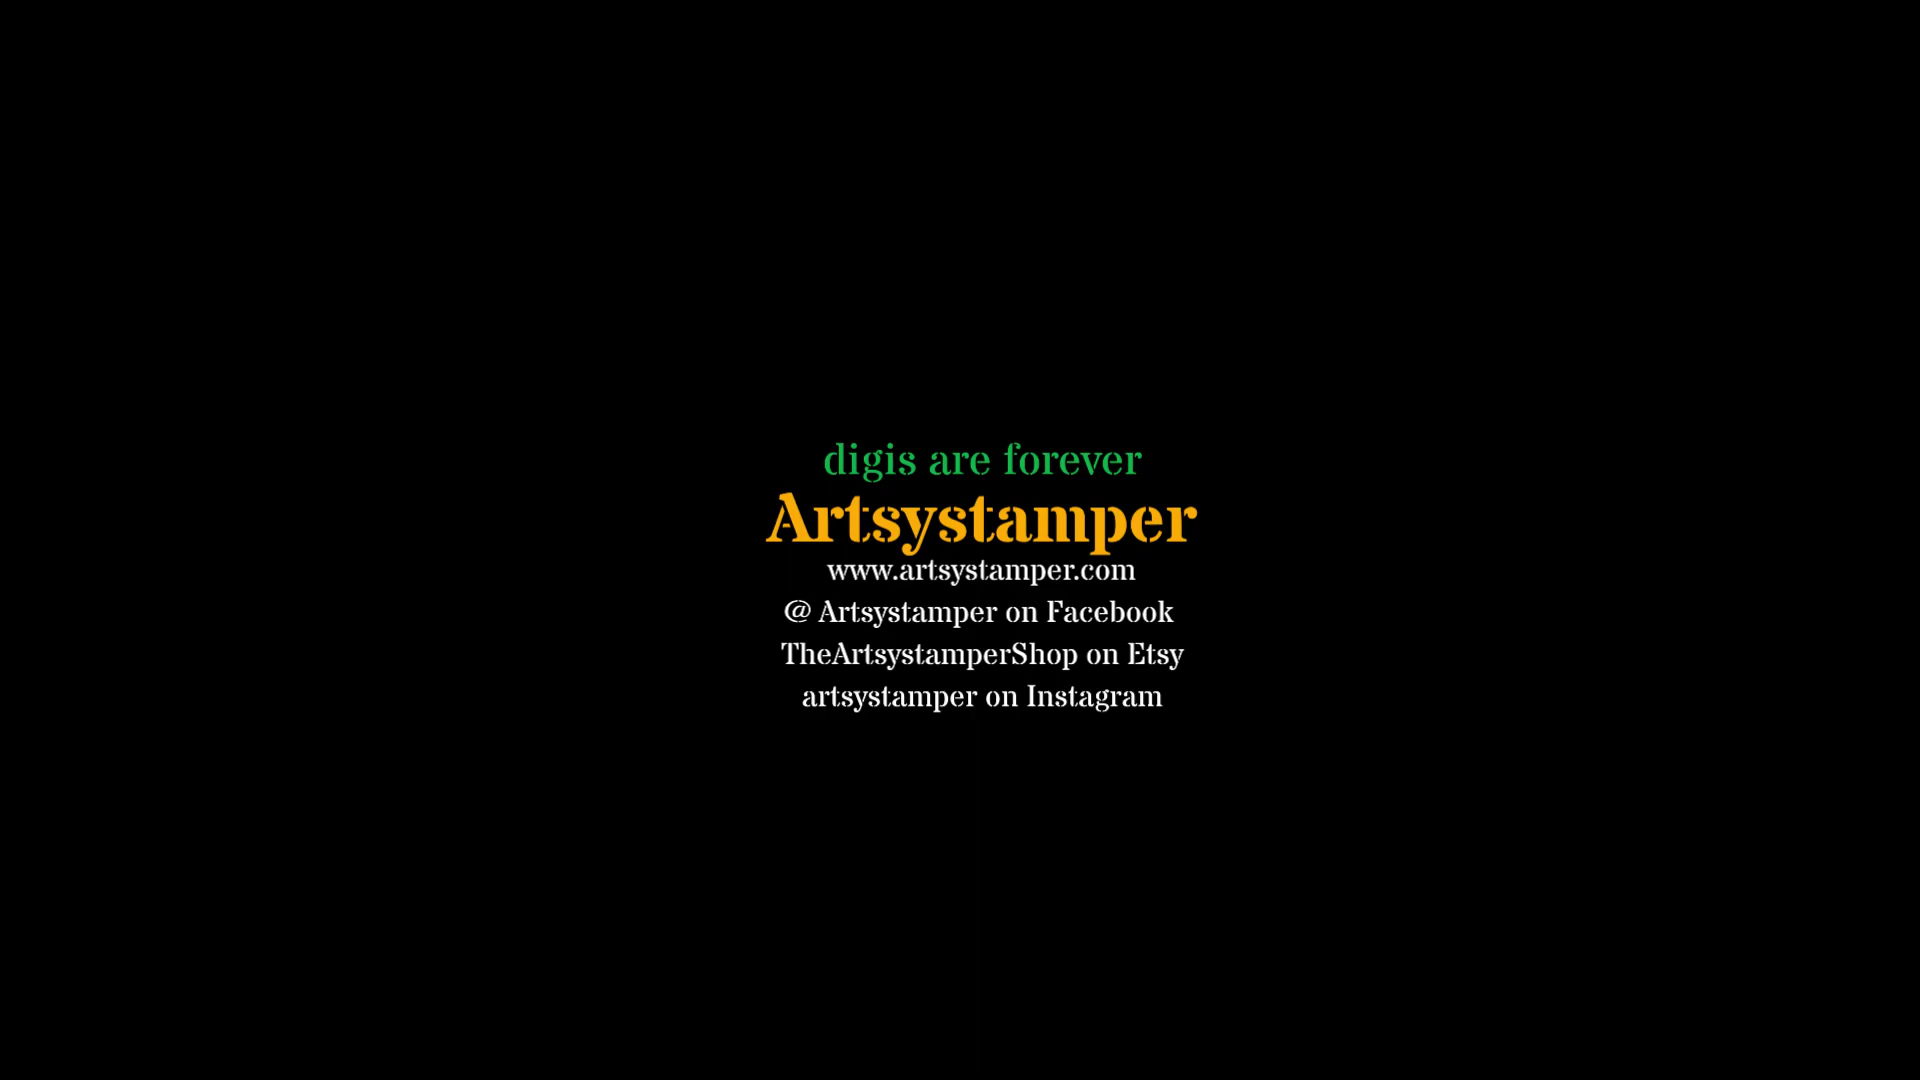 digis are forever
Artsystamper
www.artsystamper.com
@ Artsystamper on Facebook
TheArtsystamperShop on Etsy
artsystamper on Instagram